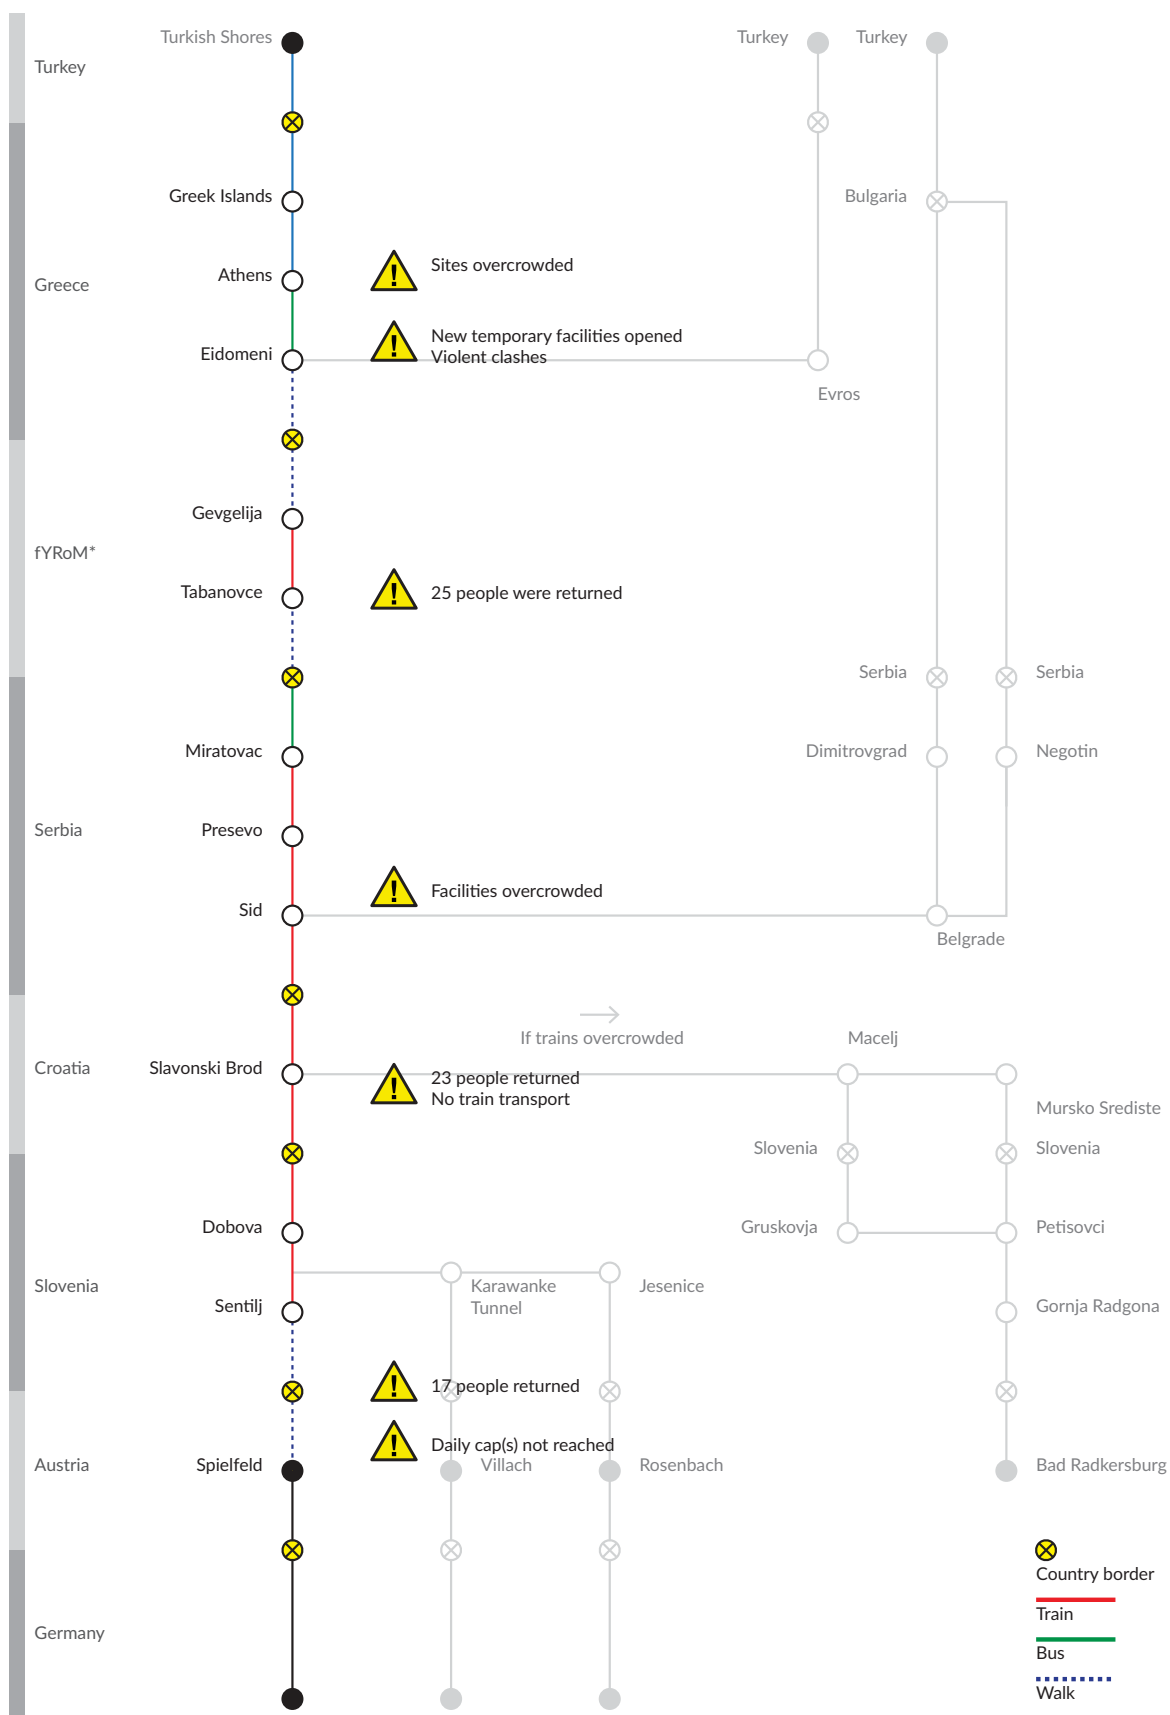 Turkish Shores
Turkey
Turkey
Turkey
Greek Islands
Bulgaria
Athens
Sites overcrowded
Greece
Eidomeni
New temporary facilities opened
Violent clashes
Evros
Gevgelija
fYRoM*
Tabanovce
25 people were returned
Serbia
Serbia
Miratovac
Dimitrovgrad
Negotin
Serbia
Presevo
Sid
Facilities overcrowded
Belgrade
If trains overcrowded
Macelj
Croatia
Slavonski Brod
23 people returned
No train transport
Mursko Srediste
Slovenia
Slovenia
Dobova
Gruskovja
Petisovci
Slovenia
Karawanke
Tunnel
Jesenice
Sentilj
Gornja Radgona
17 people returned
Daily cap(s) not reached
Austria
Spielfeld
Villach
Rosenbach
Bad Radkersburg
Country border
Train
Germany
Bus
Walk